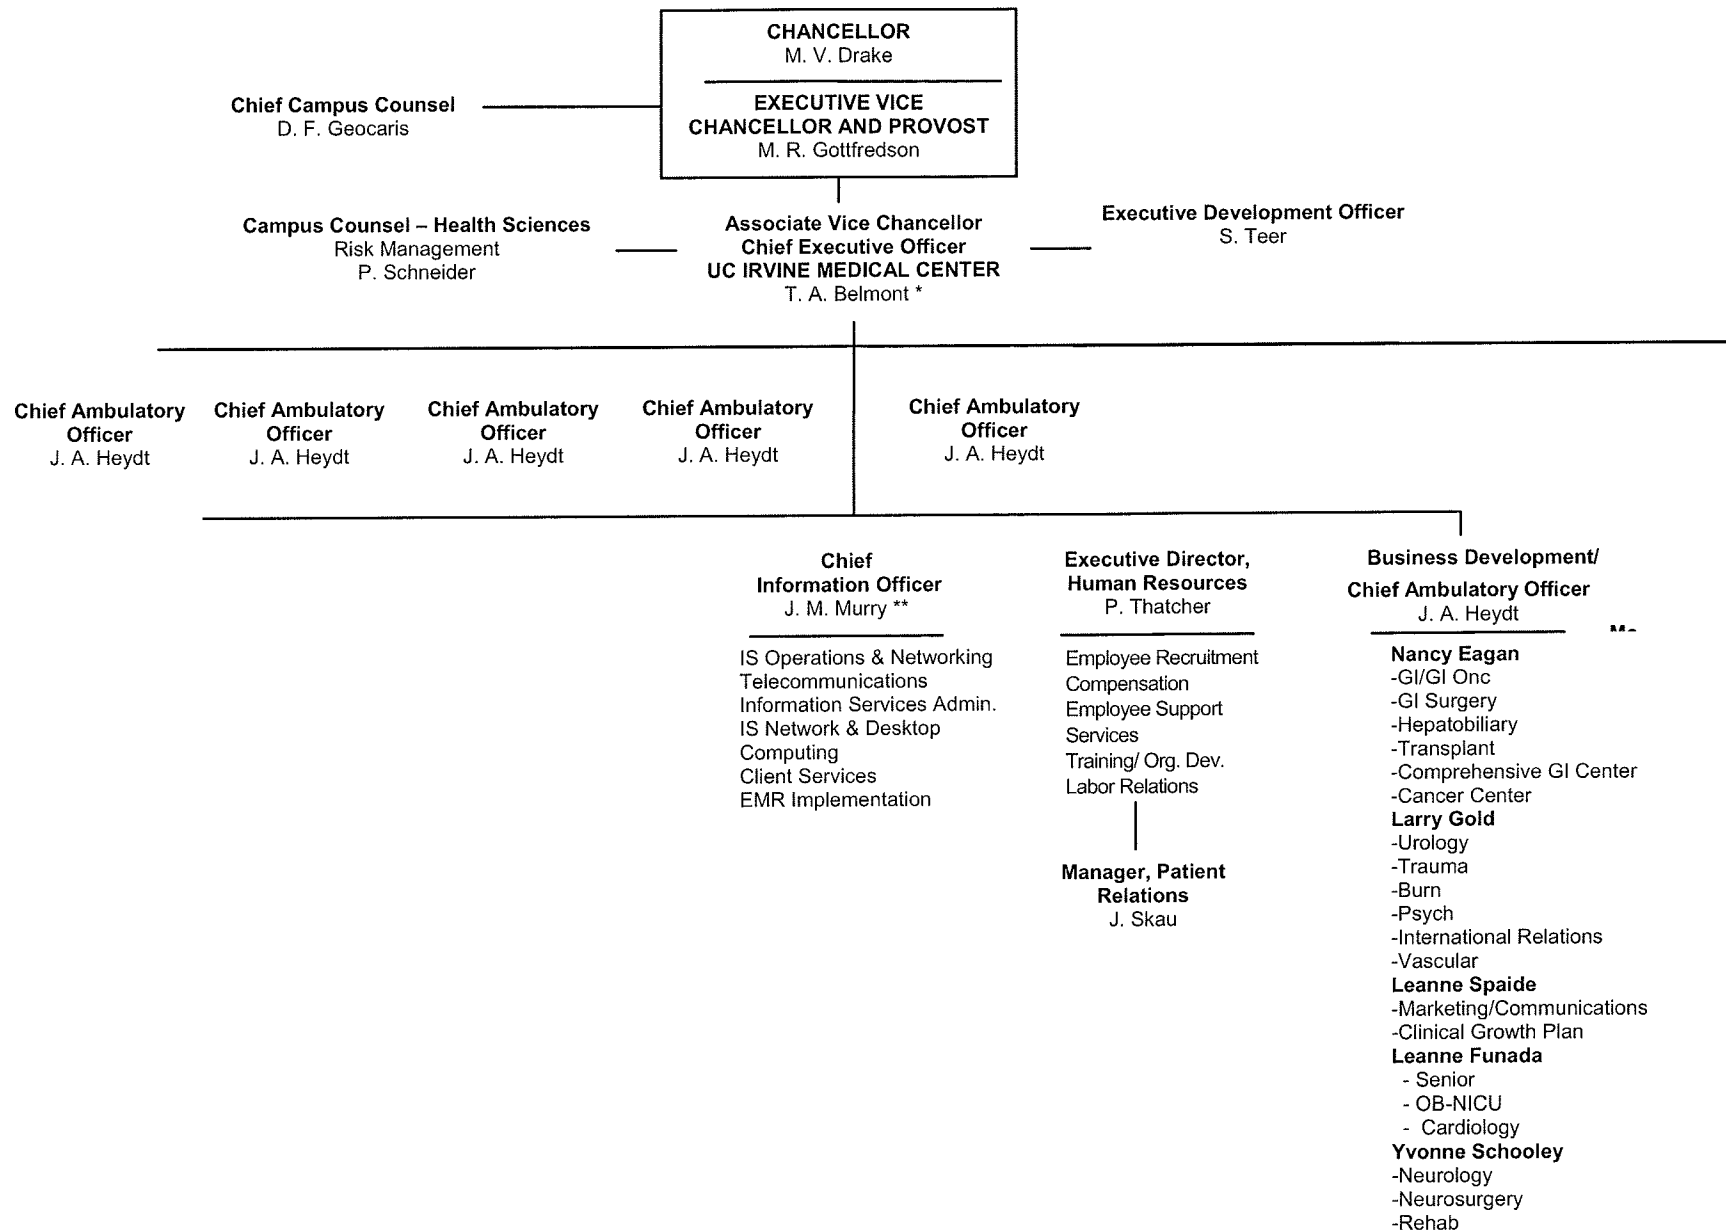 CHANCELLOR
M. V. Drake
EXECUTIVE VICE
CHANCELLOR AND PROVOST
M. R. Gottfredson
Chief Campus Counsel
D. F. Geocaris
Campus Counsel – Health Sciences
Risk Management
P. Schneider
Associate Vice Chancellor
Chief Executive Officer
UC IRVINE MEDICAL CENTER
T. A. Belmont *
Executive Development Officer
S. Teer
Chief Ambulatory
Officer
J. A. Heydt
Chief Ambulatory
Officer
J. A. Heydt
Chief Ambulatory
Officer
J. A. Heydt
Chief Ambulatory
Officer
J. A. Heydt
Chief Ambulatory
Officer
J. A. Heydt
Chief
Information Officer
J. M. Murry **
IS Operations & Networking
Telecommunications
Information Services Admin.
IS Network & Desktop
Computing
Client Services
EMR Implementation
Executive Director,
Human Resources
P. Thatcher
Employee Recruitment
Compensation
Employee Support
Services
Training/ Org. Dev.
Labor Relations
Manager, Patient
Relations
J. Skau
Business Development/
Chief Ambulatory Officer
J. A. Heydt
Nancy Eagan
-GI/GI Onc
-GI Surgery
-Hepatobiliary
-Transplant
-Comprehensive GI Center
-Cancer Center
Larry Gold
-Urology
-Trauma
-Burn
-Psych
-International Relations
-Vascular
Leanne Spaide
-Marketing/Communications
-Clinical Growth Plan
Leanne Funada
- Senior
- OB-NICU
- Cardiology
Yvonne Schooley
-Neurology
-Neurosurgery
-Rehab